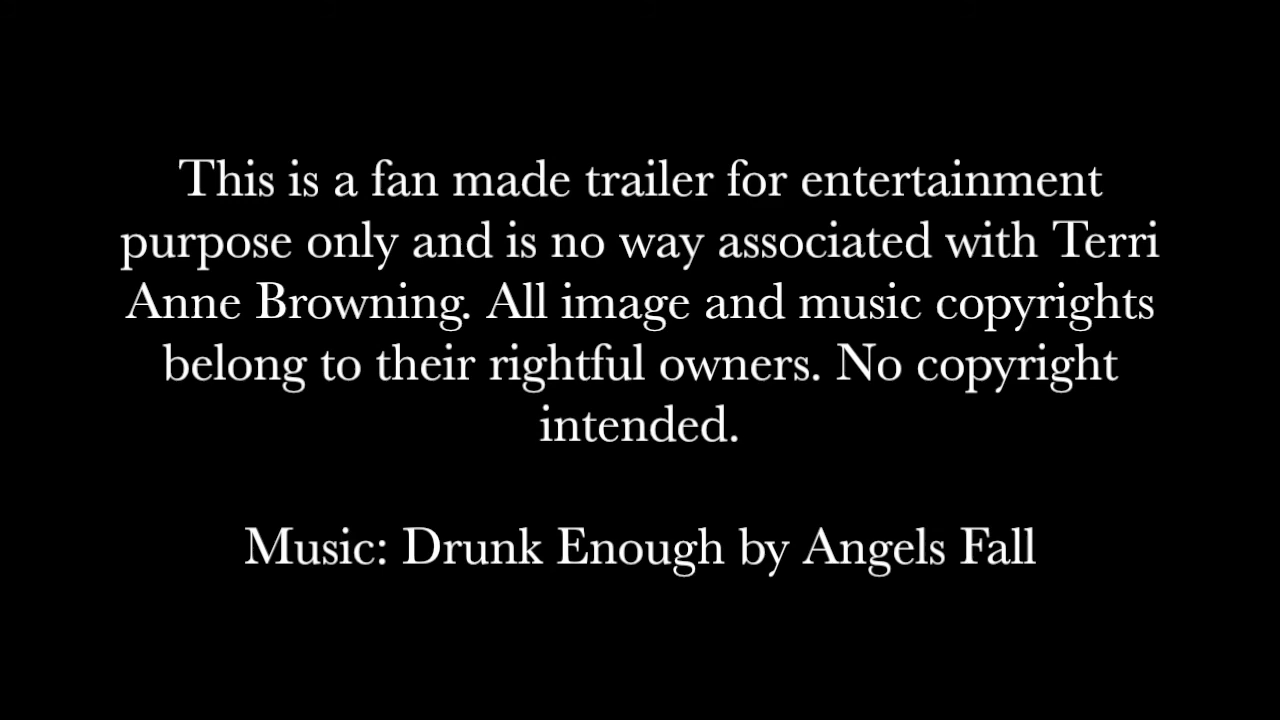 This is a fan made trailer for entertainment
purpose only and is no way associated with Terri
Anne Browning. All image and music copyrights
belong to their rightful owners. No copyright
intended.
Music: Drunk Enough by Angels Fall